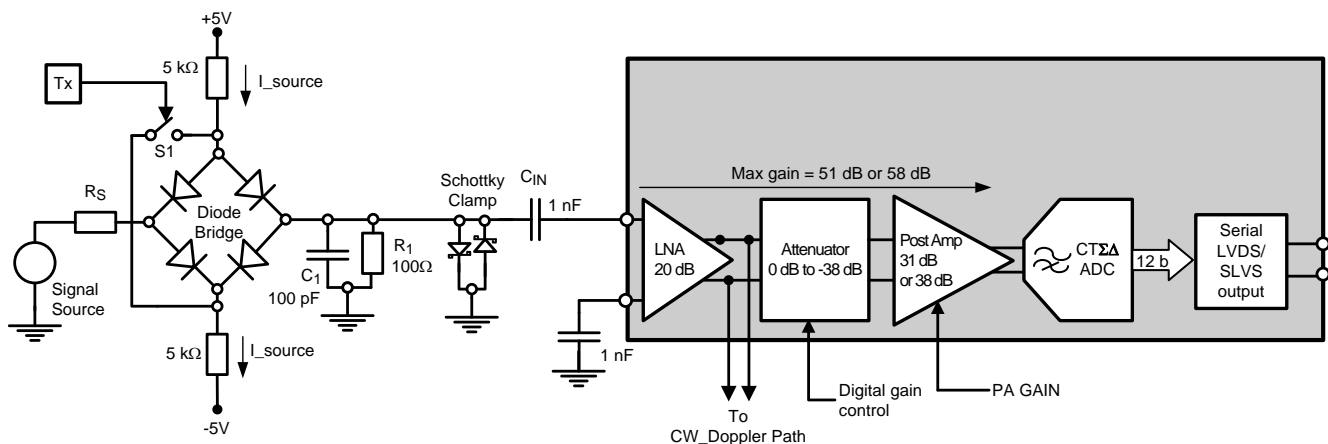 +5V
5 kΩ
I_source
Tx
S1
RS
Diode
Bridge
Signal
Source
5 kΩ
I_source
-5V
C1
100 pF
R1
100Ω
Schottky
Clamp
CIN
1 nF
1 nF
Max gain = 51 dB or 58 dB
LNA
20 dB
Attenuator
0 dB to -38 dB
Post Amp
31 dB
or 38 dB
CTΣΔ
ADC
12 b
Serial
LVDS/
SLVS
output
To
CW_Doppler Path
Digital gain
control
PA GAIN